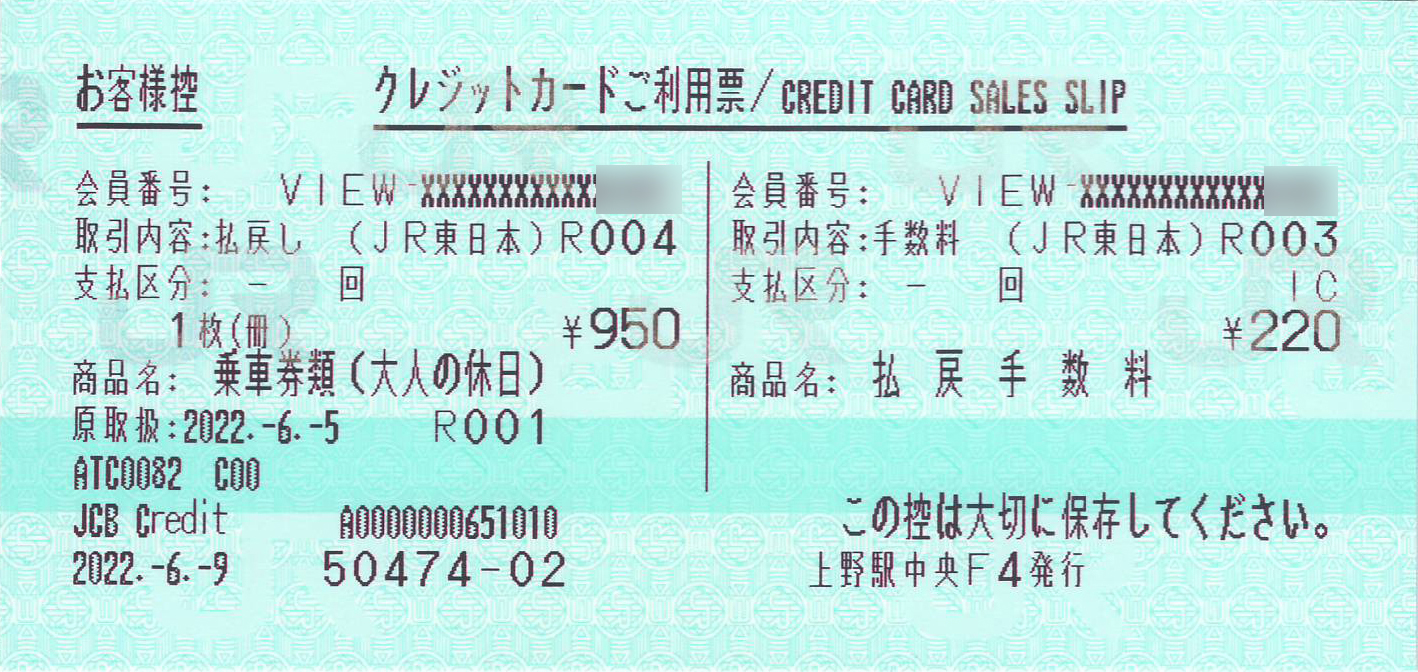 お客様控 クレジットカードご利用票/CREDIT CARD SALES SLIP
会員番号: VIEW-XXXXXXXXXXXX
取引内容:払戻し (JR東日本)R004
支払区分: - 回
1枚(冊) ¥950
商品名: 乗車券類(大人の休日)
原取扱:2022.-6.-5 R001
ATC0082 C00
JCB Credit A0000000651010
2022.-6.-9 50474-02
会員番号: VIEW-XXXXXXXXXXXX
取引内容:手数料 (JR東日本)R003
支払区分: - 回 IC
¥220
商品名: 払戻手数料
この控は大切に保存してください。
上野駅中央F4発行